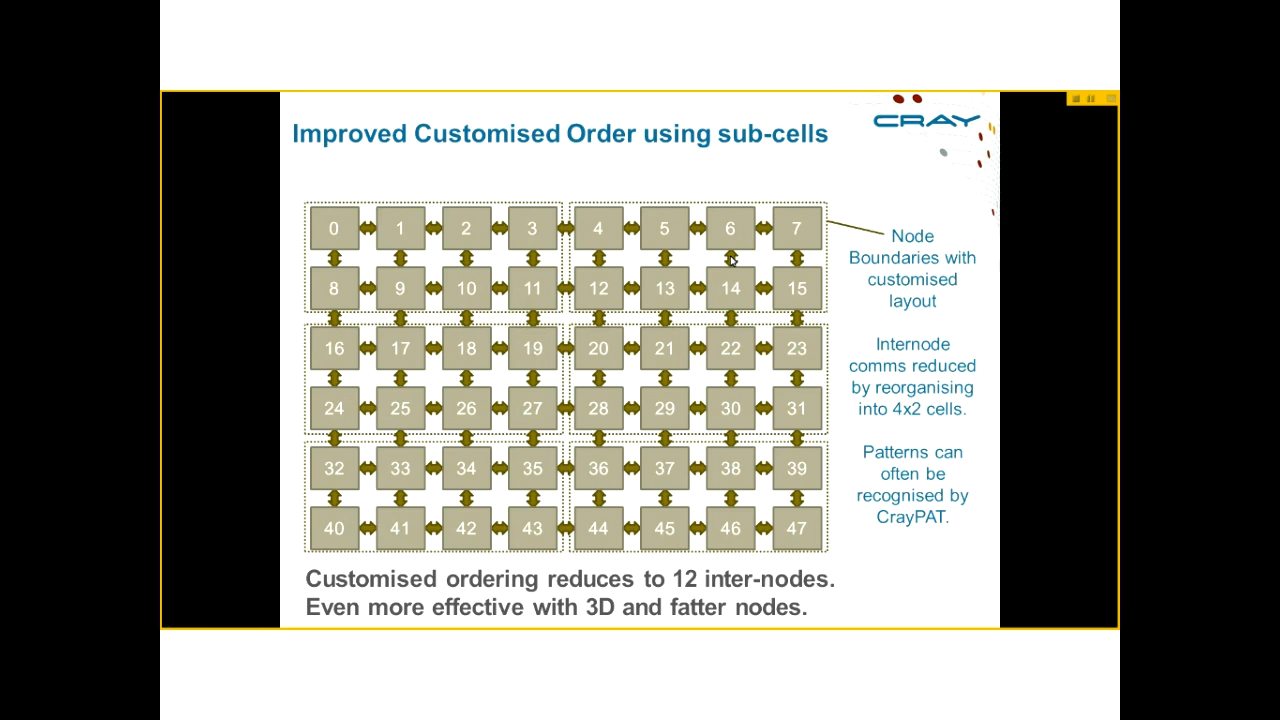 CRAY
Improved Customised Order using sub-cells
0 1 2 3 4 5 6 7
8 9 10 11 12 13 14 15
16 17 18 19 20 21 22 23
24 25 26 27 28 29 30 31
32 33 34 35 36 37 38 39
40 41 42 43 44 45 46 47
Node
Boundaries with
customised
layout
Internode
comms reduced
by reorganising
into 4x2 cells.
Patterns can
often be
recognised by
CrayPAT.
Customised ordering reduces to 12 inter-nodes.
Even more effective with 3D and fatter nodes.